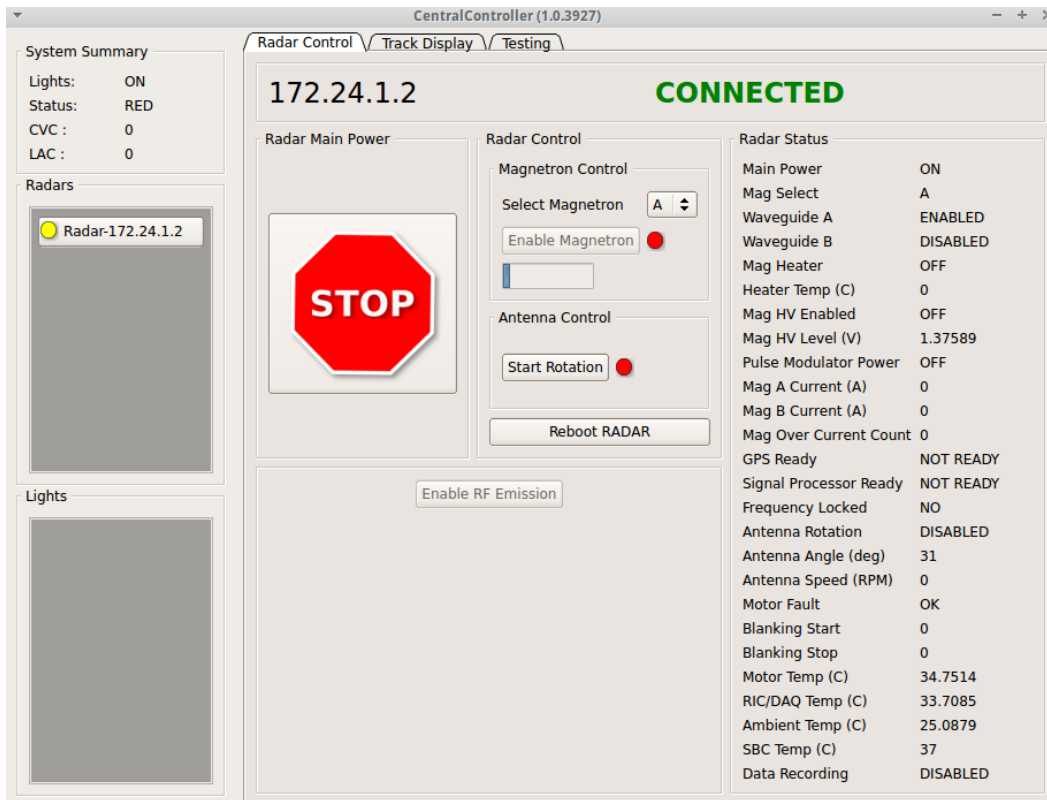 CentralController (1.0.3927)
System Summary
Lights: ON
Status: RED
CVC : 0
LAC : 0
Radars
Radar-172.24.1.2
Lights
Radar Control Track Display Testing
172.24.1.2 CONNECTED
Radar Main Power
STOP
Radar Control
Magnetron Control
Select Magnetron A
Enable Magnetron
Antenna Control
Start Rotation
Reboot RADAR
Enable RF Emission
Radar Status
Main Power ON
Mag Select A
Waveguide A ENABLED
Waveguide B DISABLED
Mag Heater OFF
Heater Temp (C) 0
Mag HV Enabled OFF
Mag HV Level (V) 1.37589
Pulse Modulator Power OFF
Mag A Current (A) 0
Mag B Current (A) 0
Mag Over Current Count 0
GPS Ready NOT READY
Signal Processor Ready NOT READY
Frequency Locked NO
Antenna Rotation DISABLED
Antenna Angle (deg) 31
Antenna Speed (RPM) 0
Motor Fault OK
Blanking Start 0
Blanking Stop 0
Motor Temp (C) 34.7514
RIC/DAQ Temp (C) 33.7085
Ambient Temp (C) 25.0879
SBC Temp (C) 37
Data Recording DISABLED